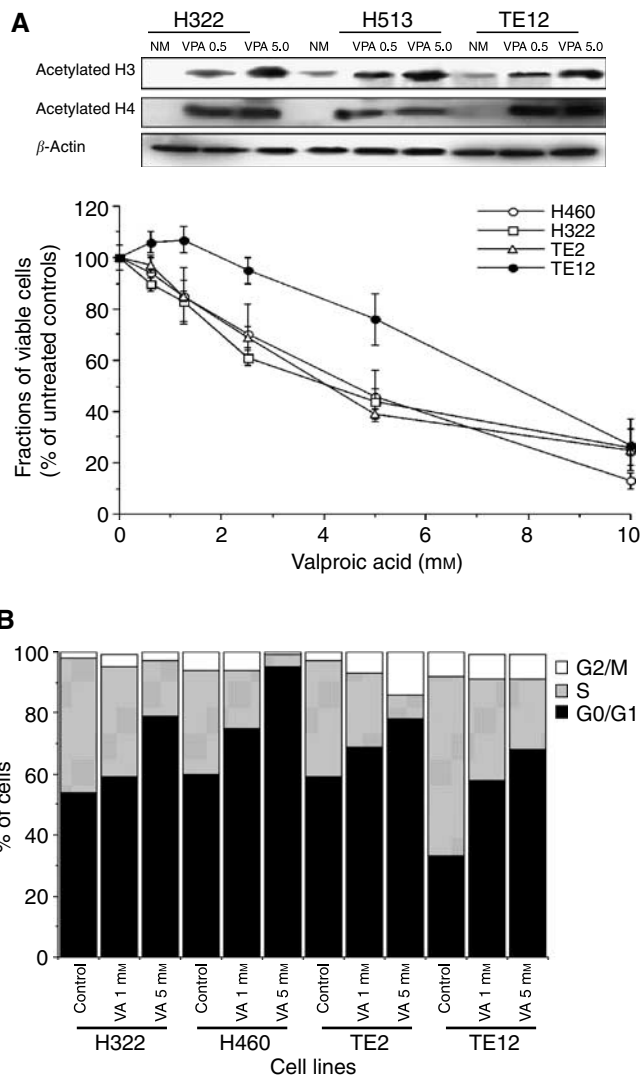 A
H322 H513 TE12
NM VPA 0.5 VPA 5.0 NM VPA 0.5 VPA 5.0 NM VPA 0.5 VPA 5.0
Acetylated H3
Acetylated H4
β-Actin
120
100
80
60
40
20
0
Fractions of viable cells
(% of untreated controls)
H460
H322
TE2
TE12
0 2 4 6 8 10
Valproic acid (mM)
B
100
80
60
40
20
0
% of cells
G2/M
S
G0/G1
Control VA 1 mM VA 5 mM Control VA 1 mM VA 5 mM Control VA 1 mM VA 5 mM Control VA 1 mM VA 5 mM
H322 H460 TE2 TE12
Cell lines